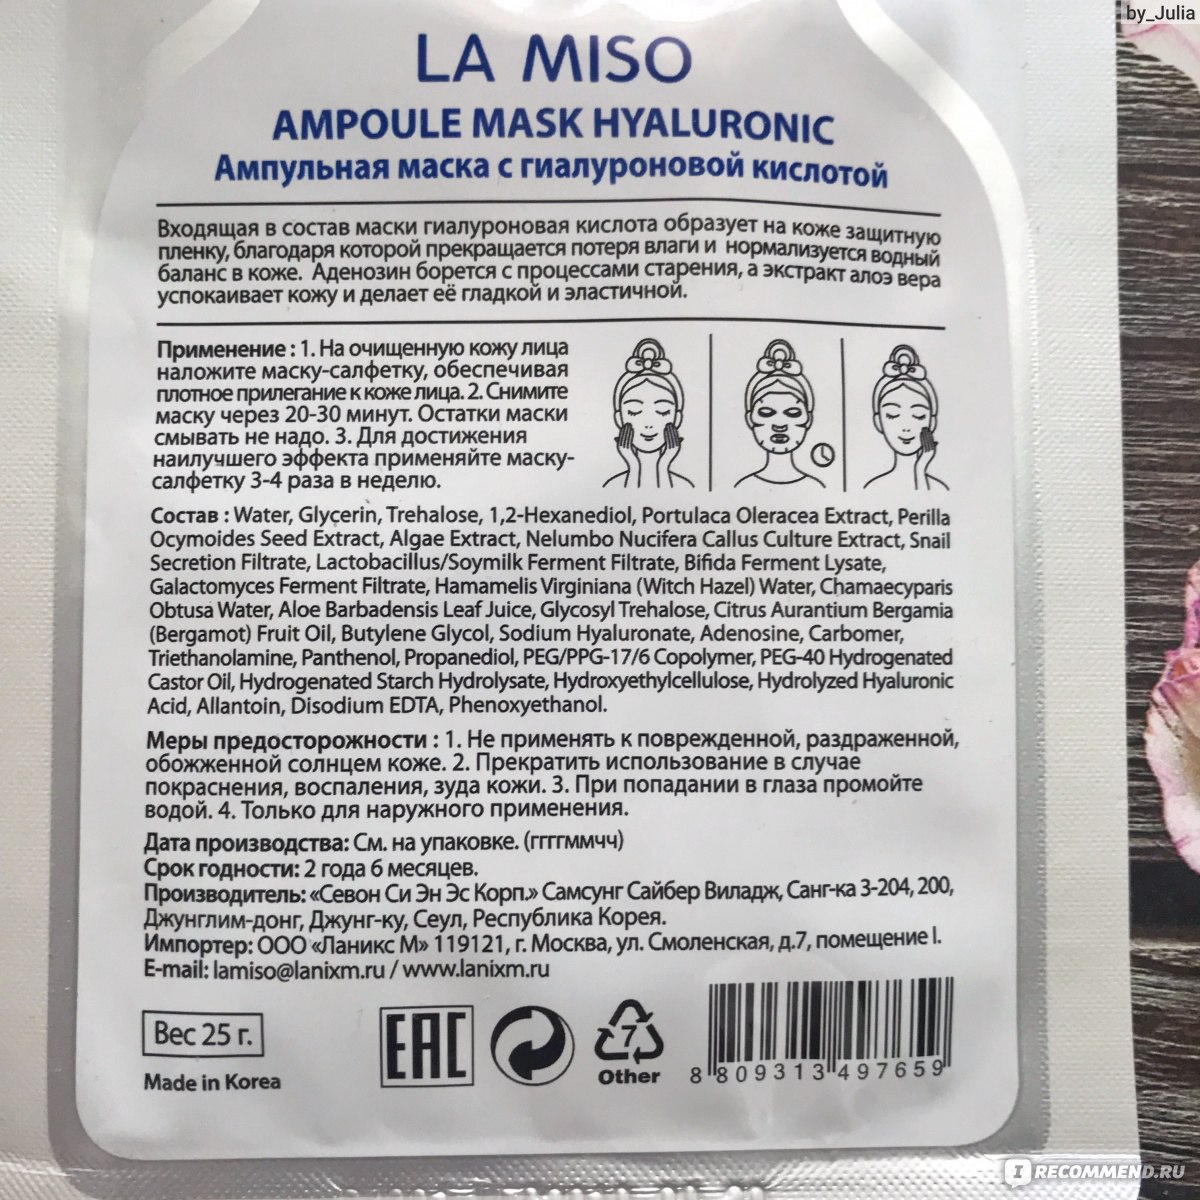 by_Julia
LA MISO
AMPOULE MASK HYALURONIC
Ампульная маска с гиалуроновой кислотой
Входящая в состав маски гиалуроновая кислота образует на коже защитную
пленку, благодаря которой прекращается потеря влаги и нормализуется водный
баланс в коже. Аденозин борется с процессами старения, а экстракт алоэ вера
успокаивает кожу и делает её гладкой и эластичной.
Применение : 1. На очищенную кожу лица
наложите маску-салфетку, обеспечивая
плотное прилегание к коже лица. 2. Снимите
маску через 20-30 минут. Остатки маски
смывать не надо. 3. Для достижения
наилучшего эффекта применяйте маску-
салфетку 3-4 раза в неделю.
Состав : Water, Glycerin, Trehalose, 1,2-Hexanediol, Portulaca Oleracea Extract, Perilla
Ocymoides Seed Extract, Algae Extract, Nelumbo Nucifera Callus Culture Extract, Snail
Secretion Filtrate, Lactobacillus/Soymilk Ferment Filtrate, Bifida Ferment Lysate,
Galactomyces Ferment Filtrate, Hamamelis Virginiana (Witch Hazel) Water, Chamaecyparis
Obtusa Water, Aloe Barbadensis Leaf Juice, Glycosyl Trehalose, Citrus Aurantium Bergamia
(Bergamot) Fruit Oil, Butylene Glycol, Sodium Hyaluronate, Adenosine, Carbomer,
Triethanolamine, Panthenol, Propanediol, PEG/PPG-17/6 Copolymer, PEG-40 Hydrogenated
Castor Oil, Hydrogenated Starch Hydrolysate, Hydroxyethylcellulose, Hydrolyzed Hyaluronic
Acid, Allantoin, Disodium EDTA, Phenoxyethanol.
Меры предосторожности : 1. Не применять к поврежденной, раздраженной,
обожженной солнцем коже. 2. Прекратить использование в случае
покраснения, воспаления, зуда кожи. 3. При попадании в глаза промойте
водой. 4. Только для наружного применения.
Дата производства: См. на упаковке. (ггггммчч)
Срок годности: 2 года 6 месяцев.
Производитель: «Севон Си Эн Эс Корп.» Самсунг Сайбер Виладж, Санг-ка 3-204, 200,
Джунглим-донг, Джунг-ку, Сеул, Республика Корея.
Импортер: ООО «Ланикс М» 119121, г. Москва, ул. Смоленская, д.7, помещение I.
E-mail: lamiso@lanixm.ru / www.lanixm.ru
Вес 25 г.
Made in Korea
EAC
7
Other
8 809313 497659
I RECOMMEND.RU